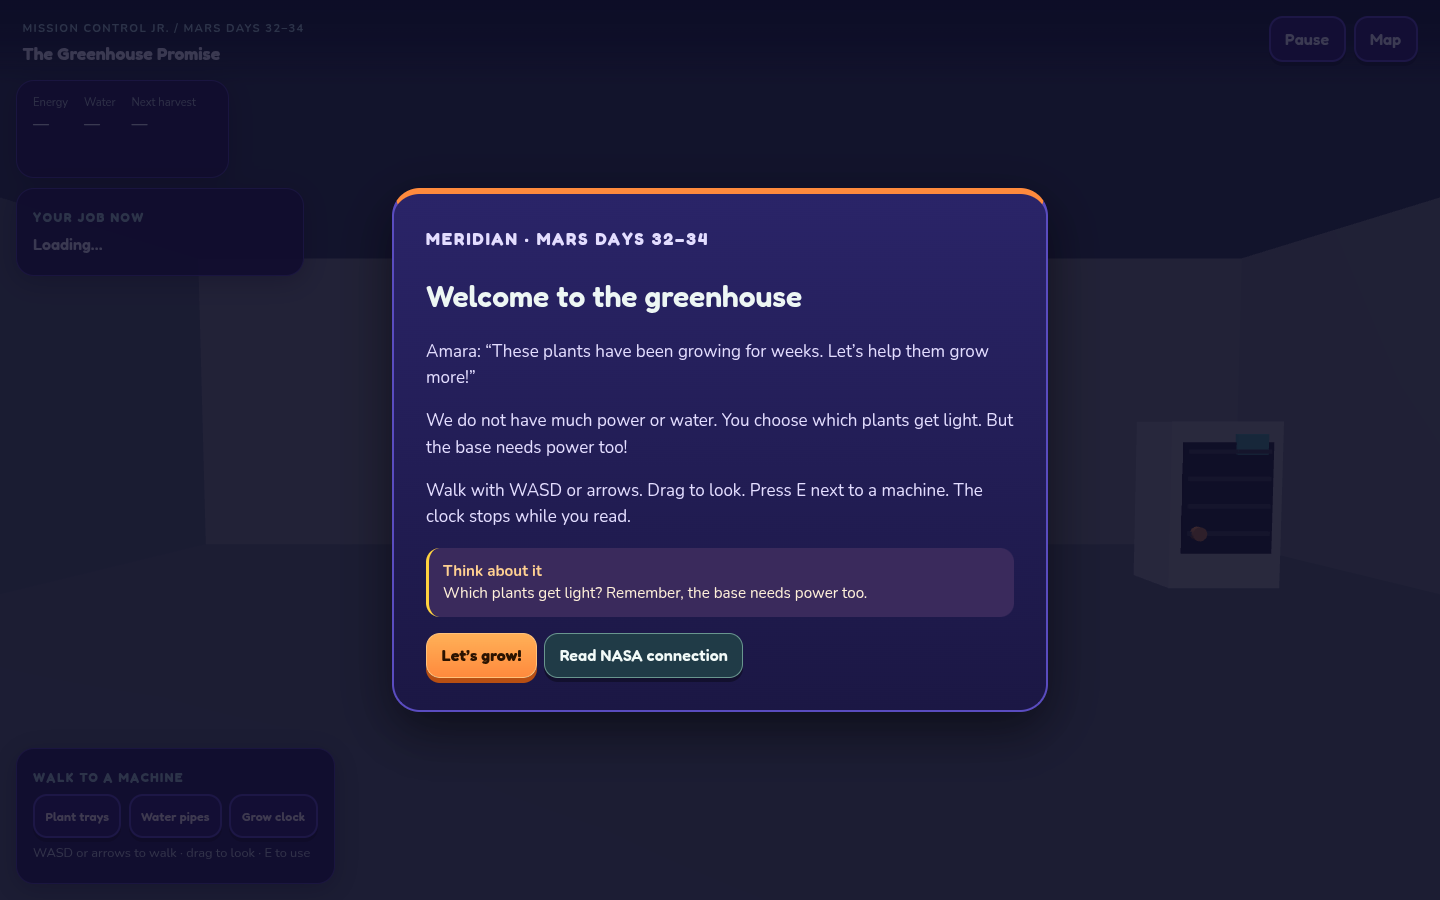 MISSION CONTROL JR. / MARS DAYS 32–34
The Greenhouse Promise
Pause
Map
Energy Water Next harvest
— — —
YOUR JOB NOW
Loading...
MERIDIAN · MARS DAYS 32–34
Welcome to the greenhouse
Amara: “These plants have been growing for weeks. Let’s help them grow
more!”
We do not have much power or water. You choose which plants get light. But
the base needs power too!
Walk with WASD or arrows. Drag to look. Press E next to a machine. The
clock stops while you read.
Think about it
Which plants get light? Remember, the base needs power too.
Let’s grow!
Read NASA connection
WALK TO A MACHINE
Plant trays
Water pipes
Grow clock
WASD or arrows to walk · drag to look · E to use